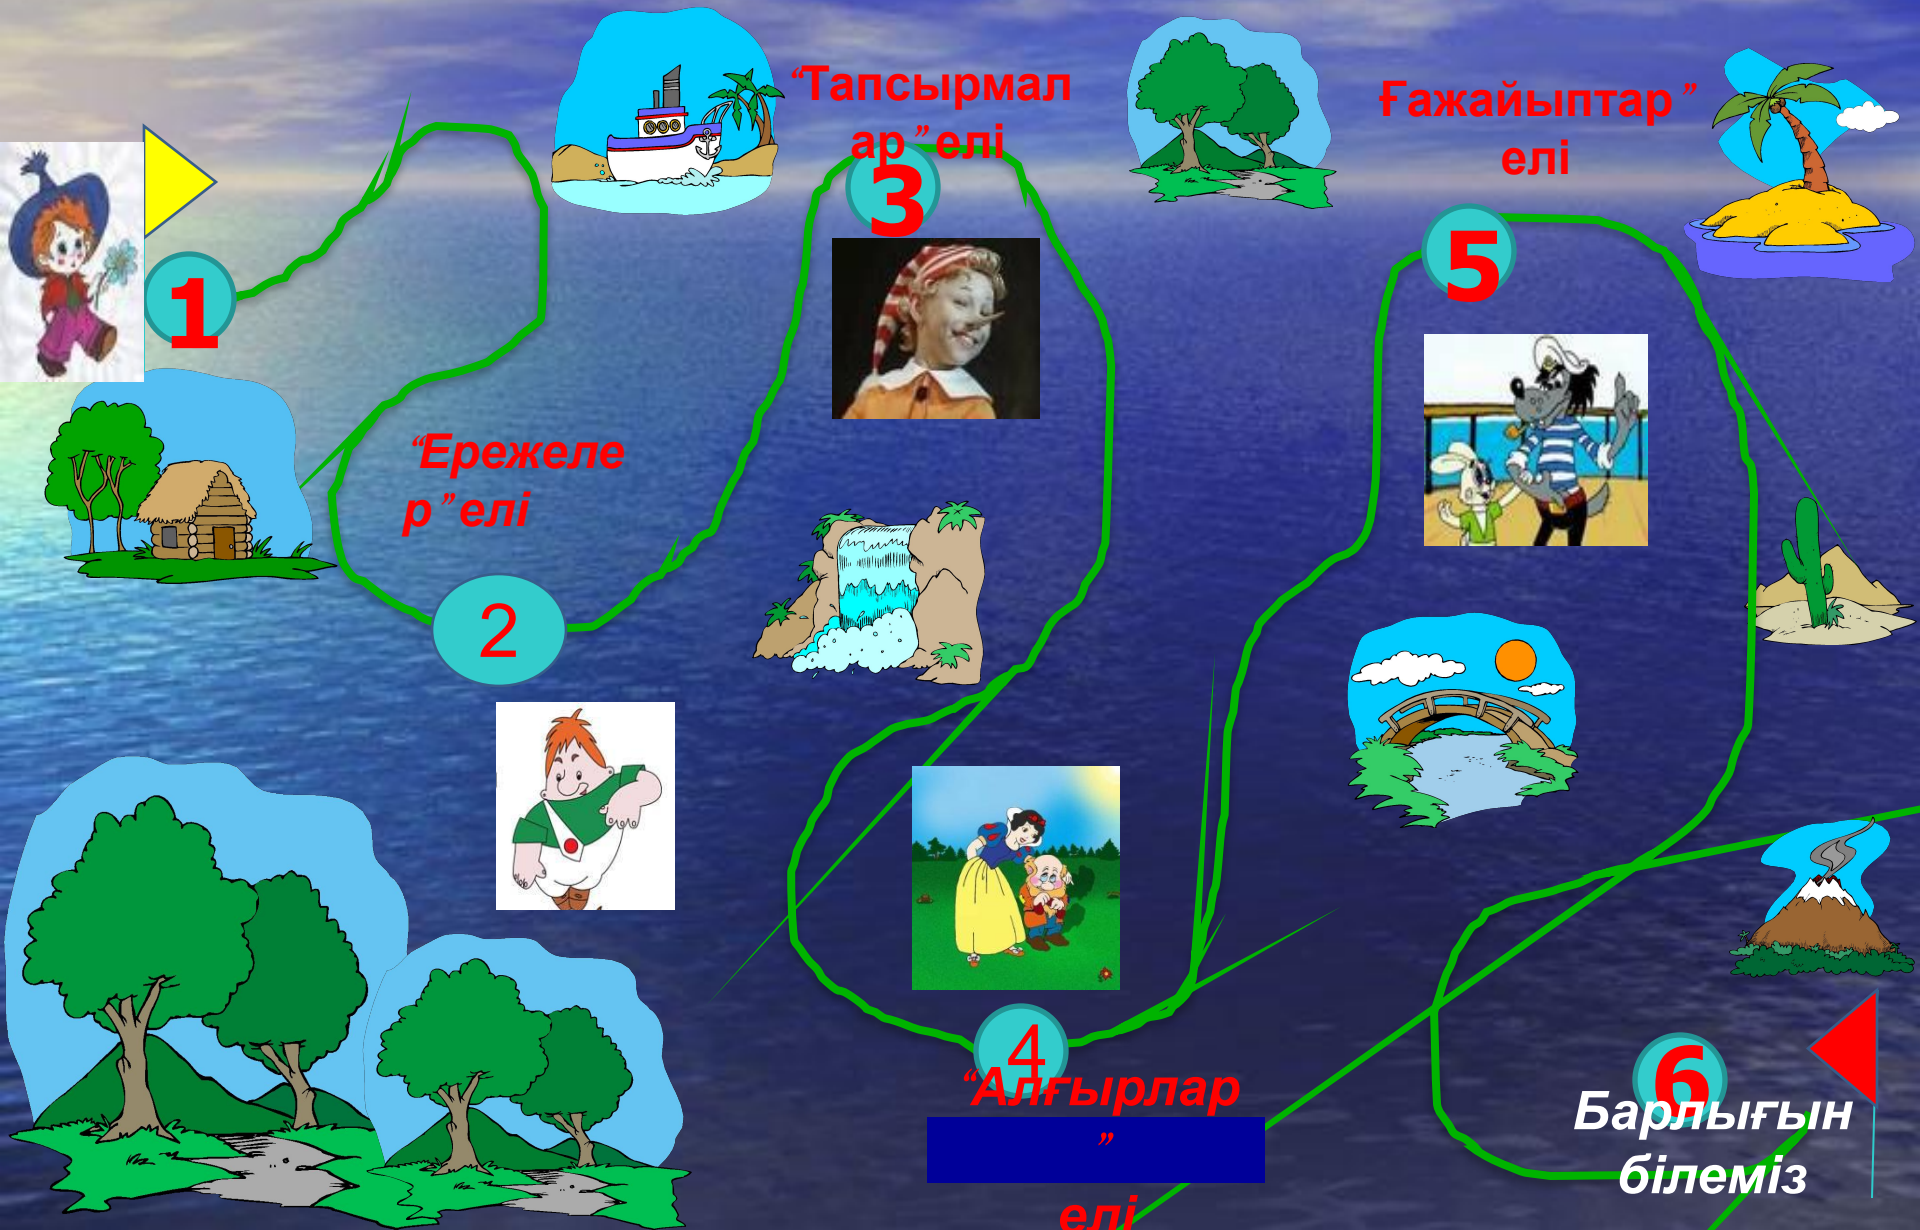 1
“Ережеле
р” елі
2
“Тапсырмал
ар” елі
3
4
“Алғырлар
”
елі
Ғажайыптар”
елі
5
6
Барлығын
білеміз